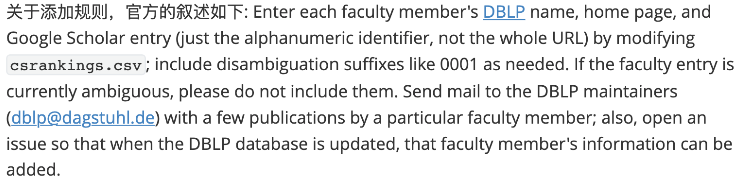 关于添加规则，官方的叙述如下: Enter each faculty member's DBLP name, home page, and
Google Scholar entry (just the alphanumeric identifier, not the whole URL) by modifying
csrankings.csv; include disambiguation suffixes like 0001 as needed. If the faculty entry is
currently ambiguous, please do not include them. Send mail to the DBLP maintainers
(dblp@dagstuhl.de) with a few publications by a particular faculty member; also, open an
issue so that when the DBLP database is updated, that faculty member's information can be
added.